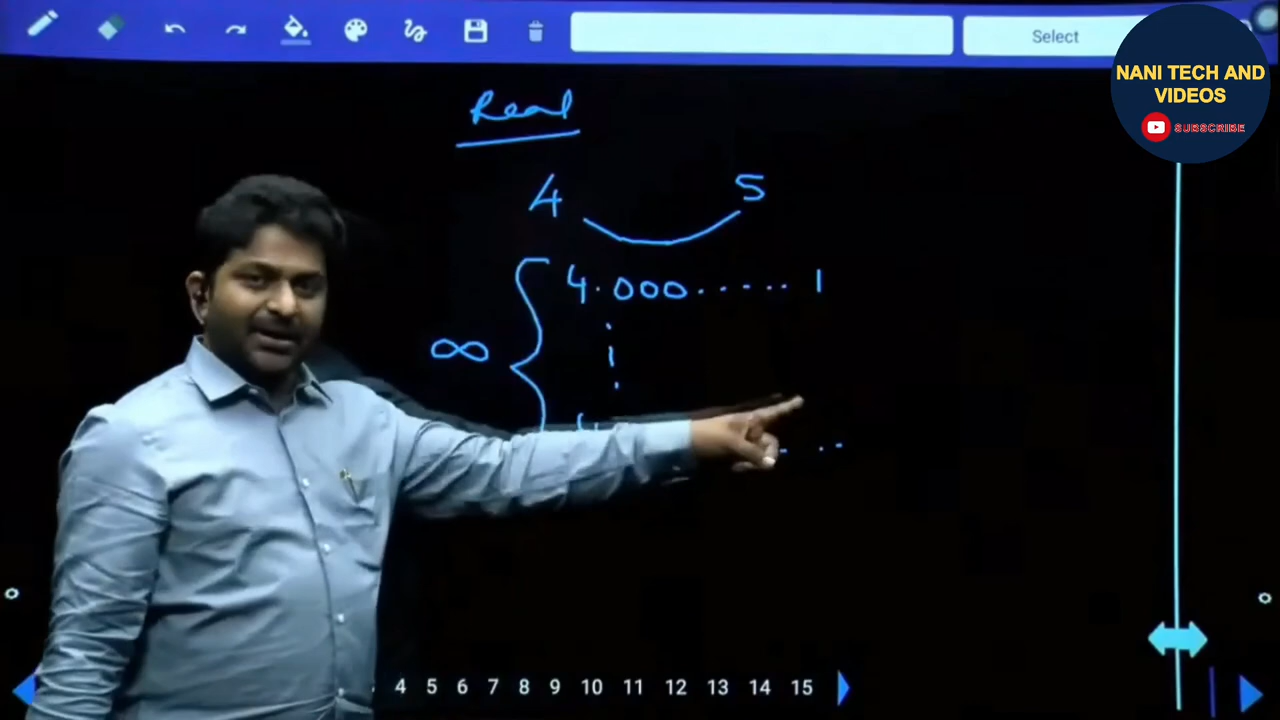 Select
NANI TECH AND
VIDEOS
SUBSCRIBE
Real
4 5
4.000...... 1
∞
4 5 6 7 8 9 10 11 12 13 14 15